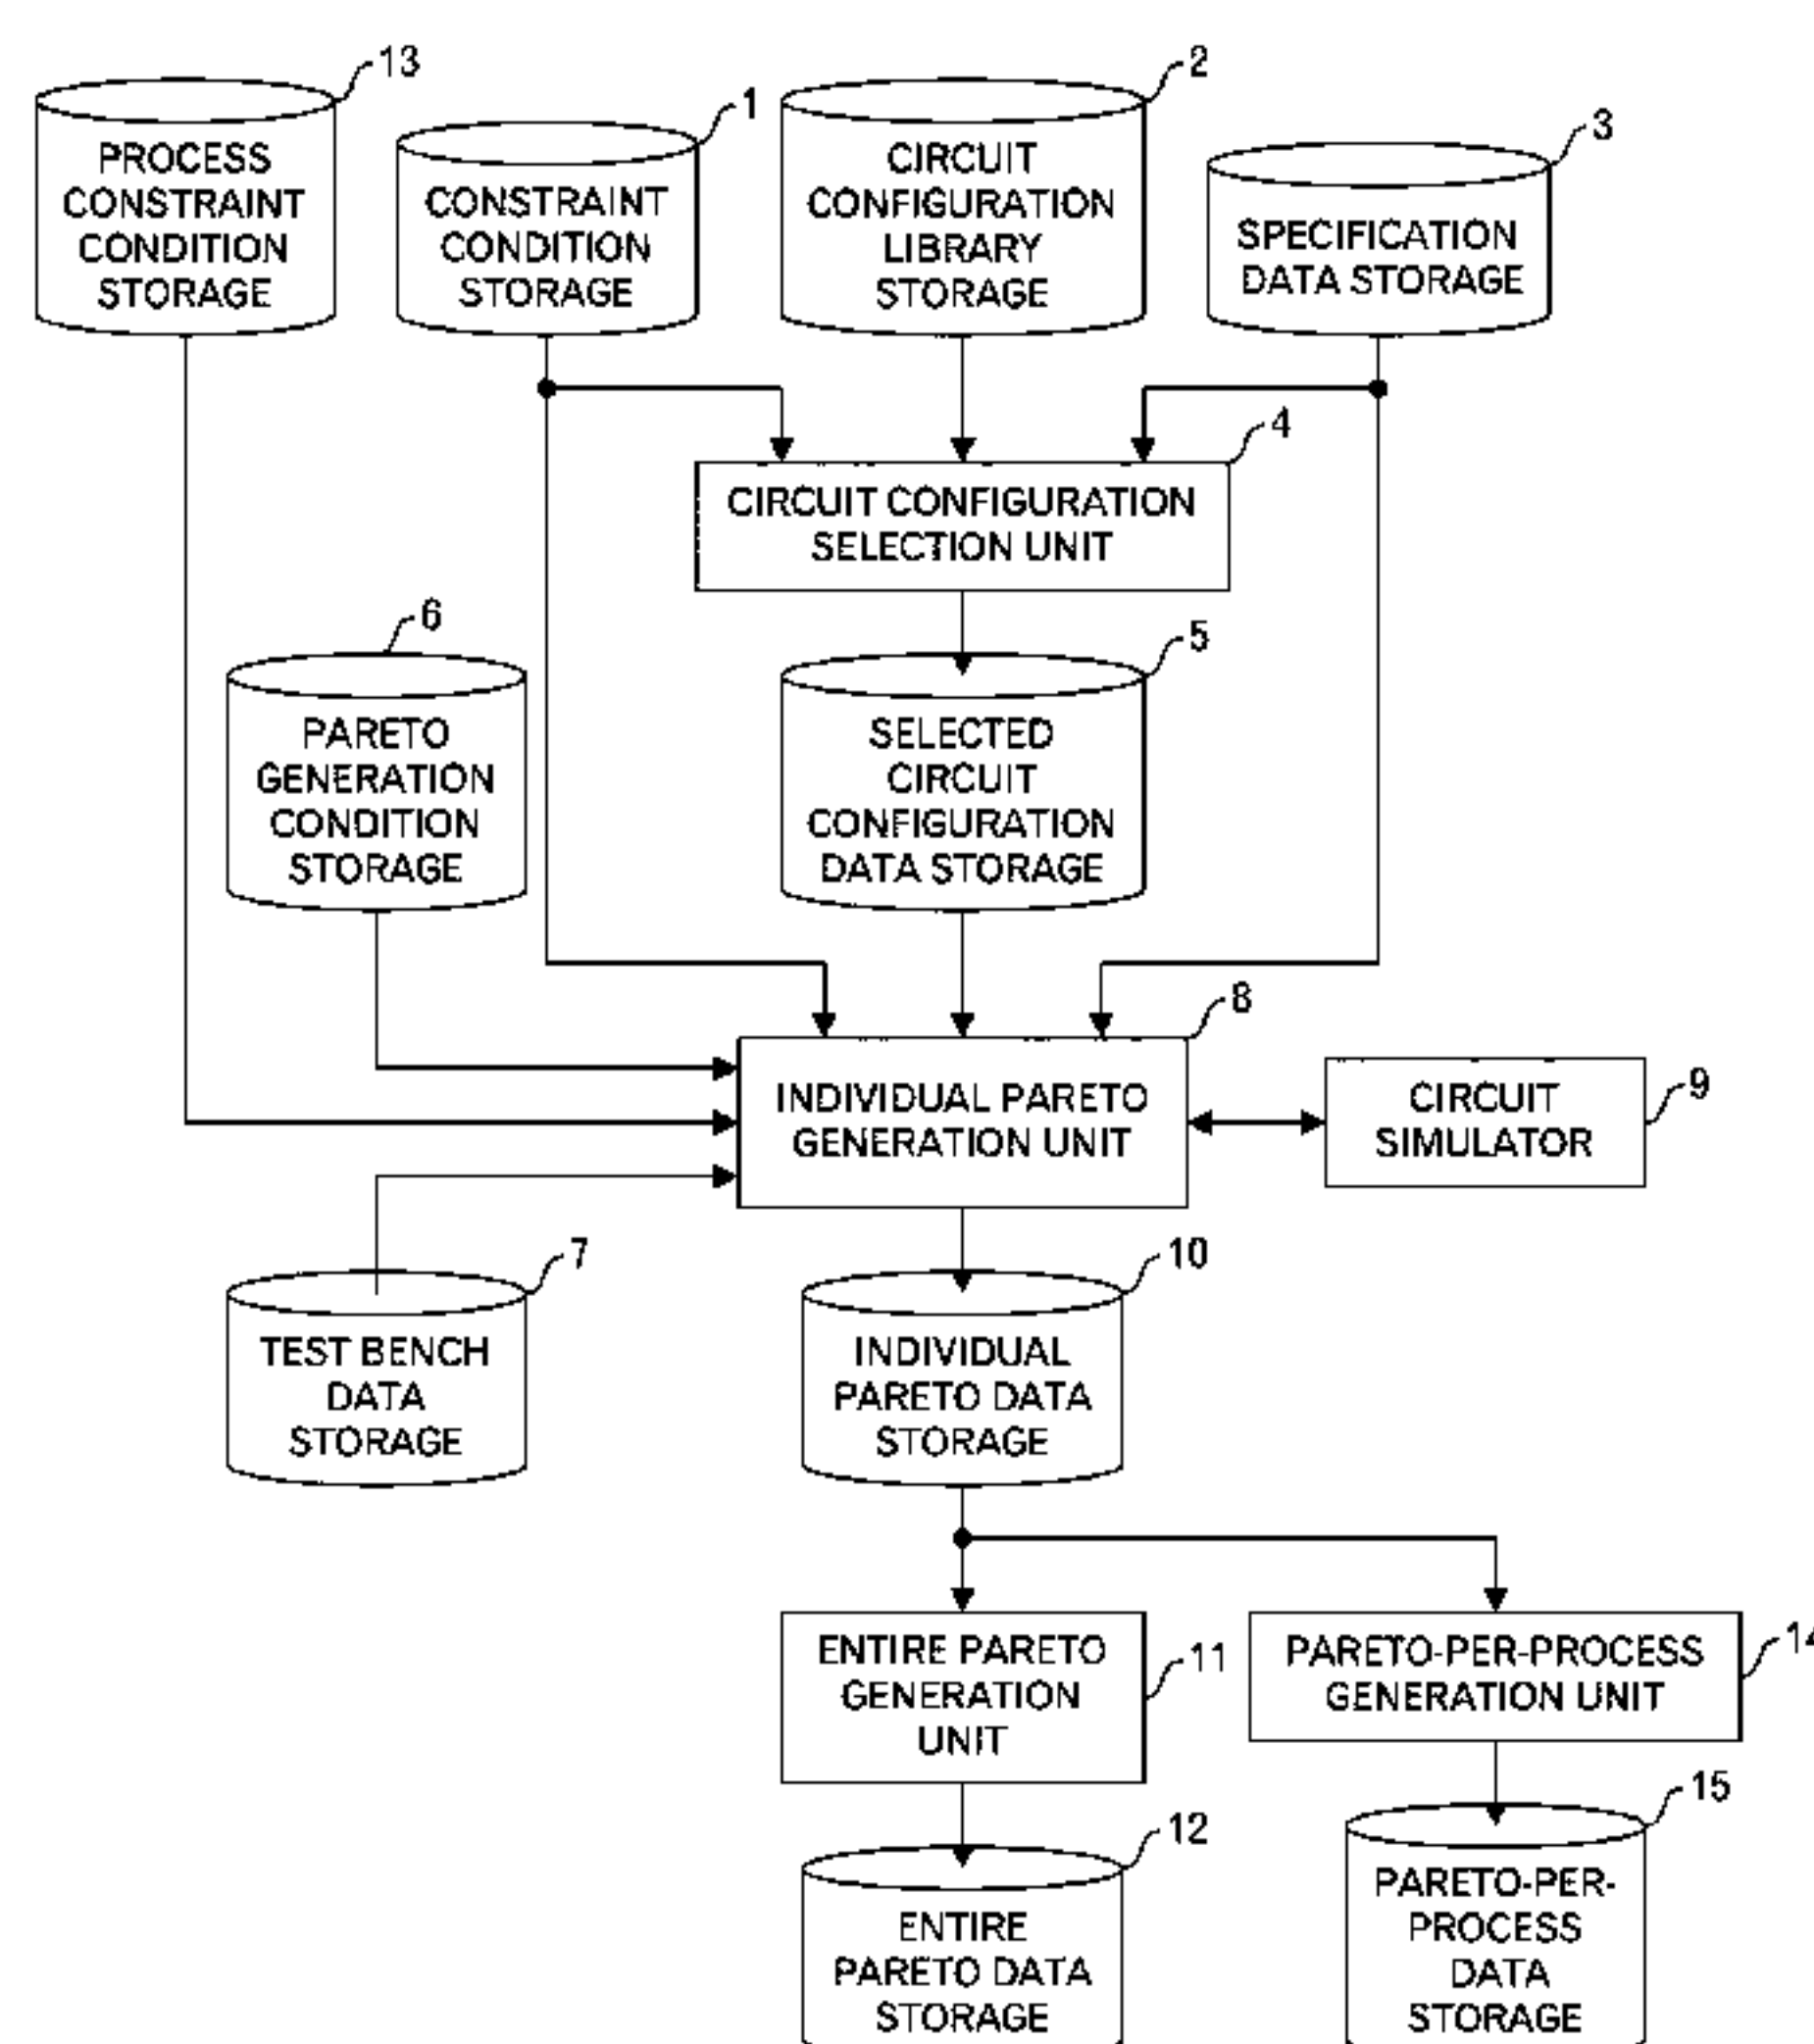 13
PROCESS
CONSTRAINT
CONDITION
STORAGE
1
CONSTRAINT
CONDITION
STORAGE
2
CIRCUIT
CONFIGURATION
LIBRARY
STORAGE
3
SPECIFICATION
DATA STORAGE
4
CIRCUIT CONFIGURATION
SELECTION UNIT
6
PARETO
GENERATION
CONDITION
STORAGE
5
SELECTED
CIRCUIT
CONFIGURATION
DATA STORAGE
8
INDIVIDUAL PARETO
GENERATION UNIT
9
CIRCUIT
SIMULATOR
7
TEST BENCH
DATA
STORAGE
10
INDIVIDUAL
PARETO DATA
STORAGE
ENTIRE PARETO
GENERATION
UNIT
11
PARETO-PER-PROCESS
GENERATION UNIT
14
12
ENTIRE
PARETO DATA
STORAGE
15
PARETO-PER-
PROCESS
DATA
STORAGE